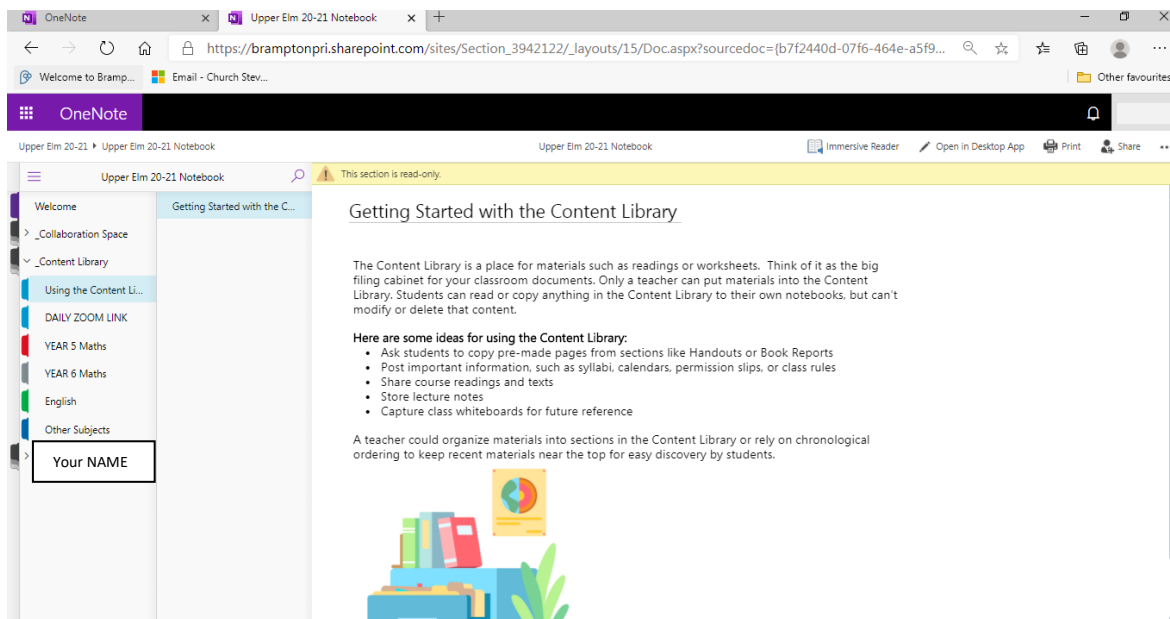 OneNote
Upper Elm 20-21 Notebook
https://bramptonpri.sharepoint.com/sites/Section_3942122/_layouts/15/Doc.aspx?sourcedoc={b7f2440d-07f6-464e-a5f9...
Welcome to Bramp...
Email - Church Stev...
Other favourites
OneNote
Upper Elm 20-21 ▸ Upper Elm 20-21 Notebook
Upper Elm 20-21 Notebook
Immersive Reader
Open in Desktop App
Print
Share
Upper Elm 20-21 Notebook
This section is read-only.
Welcome
_Collaboration Space
_Content Library
Using the Content Li...
DAILY ZOOM LINK
YEAR 5 Maths
YEAR 6 Maths
English
Other Subjects
Your NAME
Getting Started with the C...
Getting Started with the Content Library
The Content Library is a place for materials such as readings or worksheets. Think of it as the big
filing cabinet for your classroom documents. Only a teacher can put materials into the Content
Library. Students can read or copy anything in the Content Library to their own notebooks, but can't
modify or delete that content.
Here are some ideas for using the Content Library:
• Ask students to copy pre-made pages from sections like Handouts or Book Reports
• Post important information, such as syllabi, calendars, permission slips, or class rules
• Share course readings and texts
• Store lecture notes
• Capture class whiteboards for future reference
A teacher could organize materials into sections in the Content Library or rely on chronological
ordering to keep recent materials near the top for easy discovery by students.